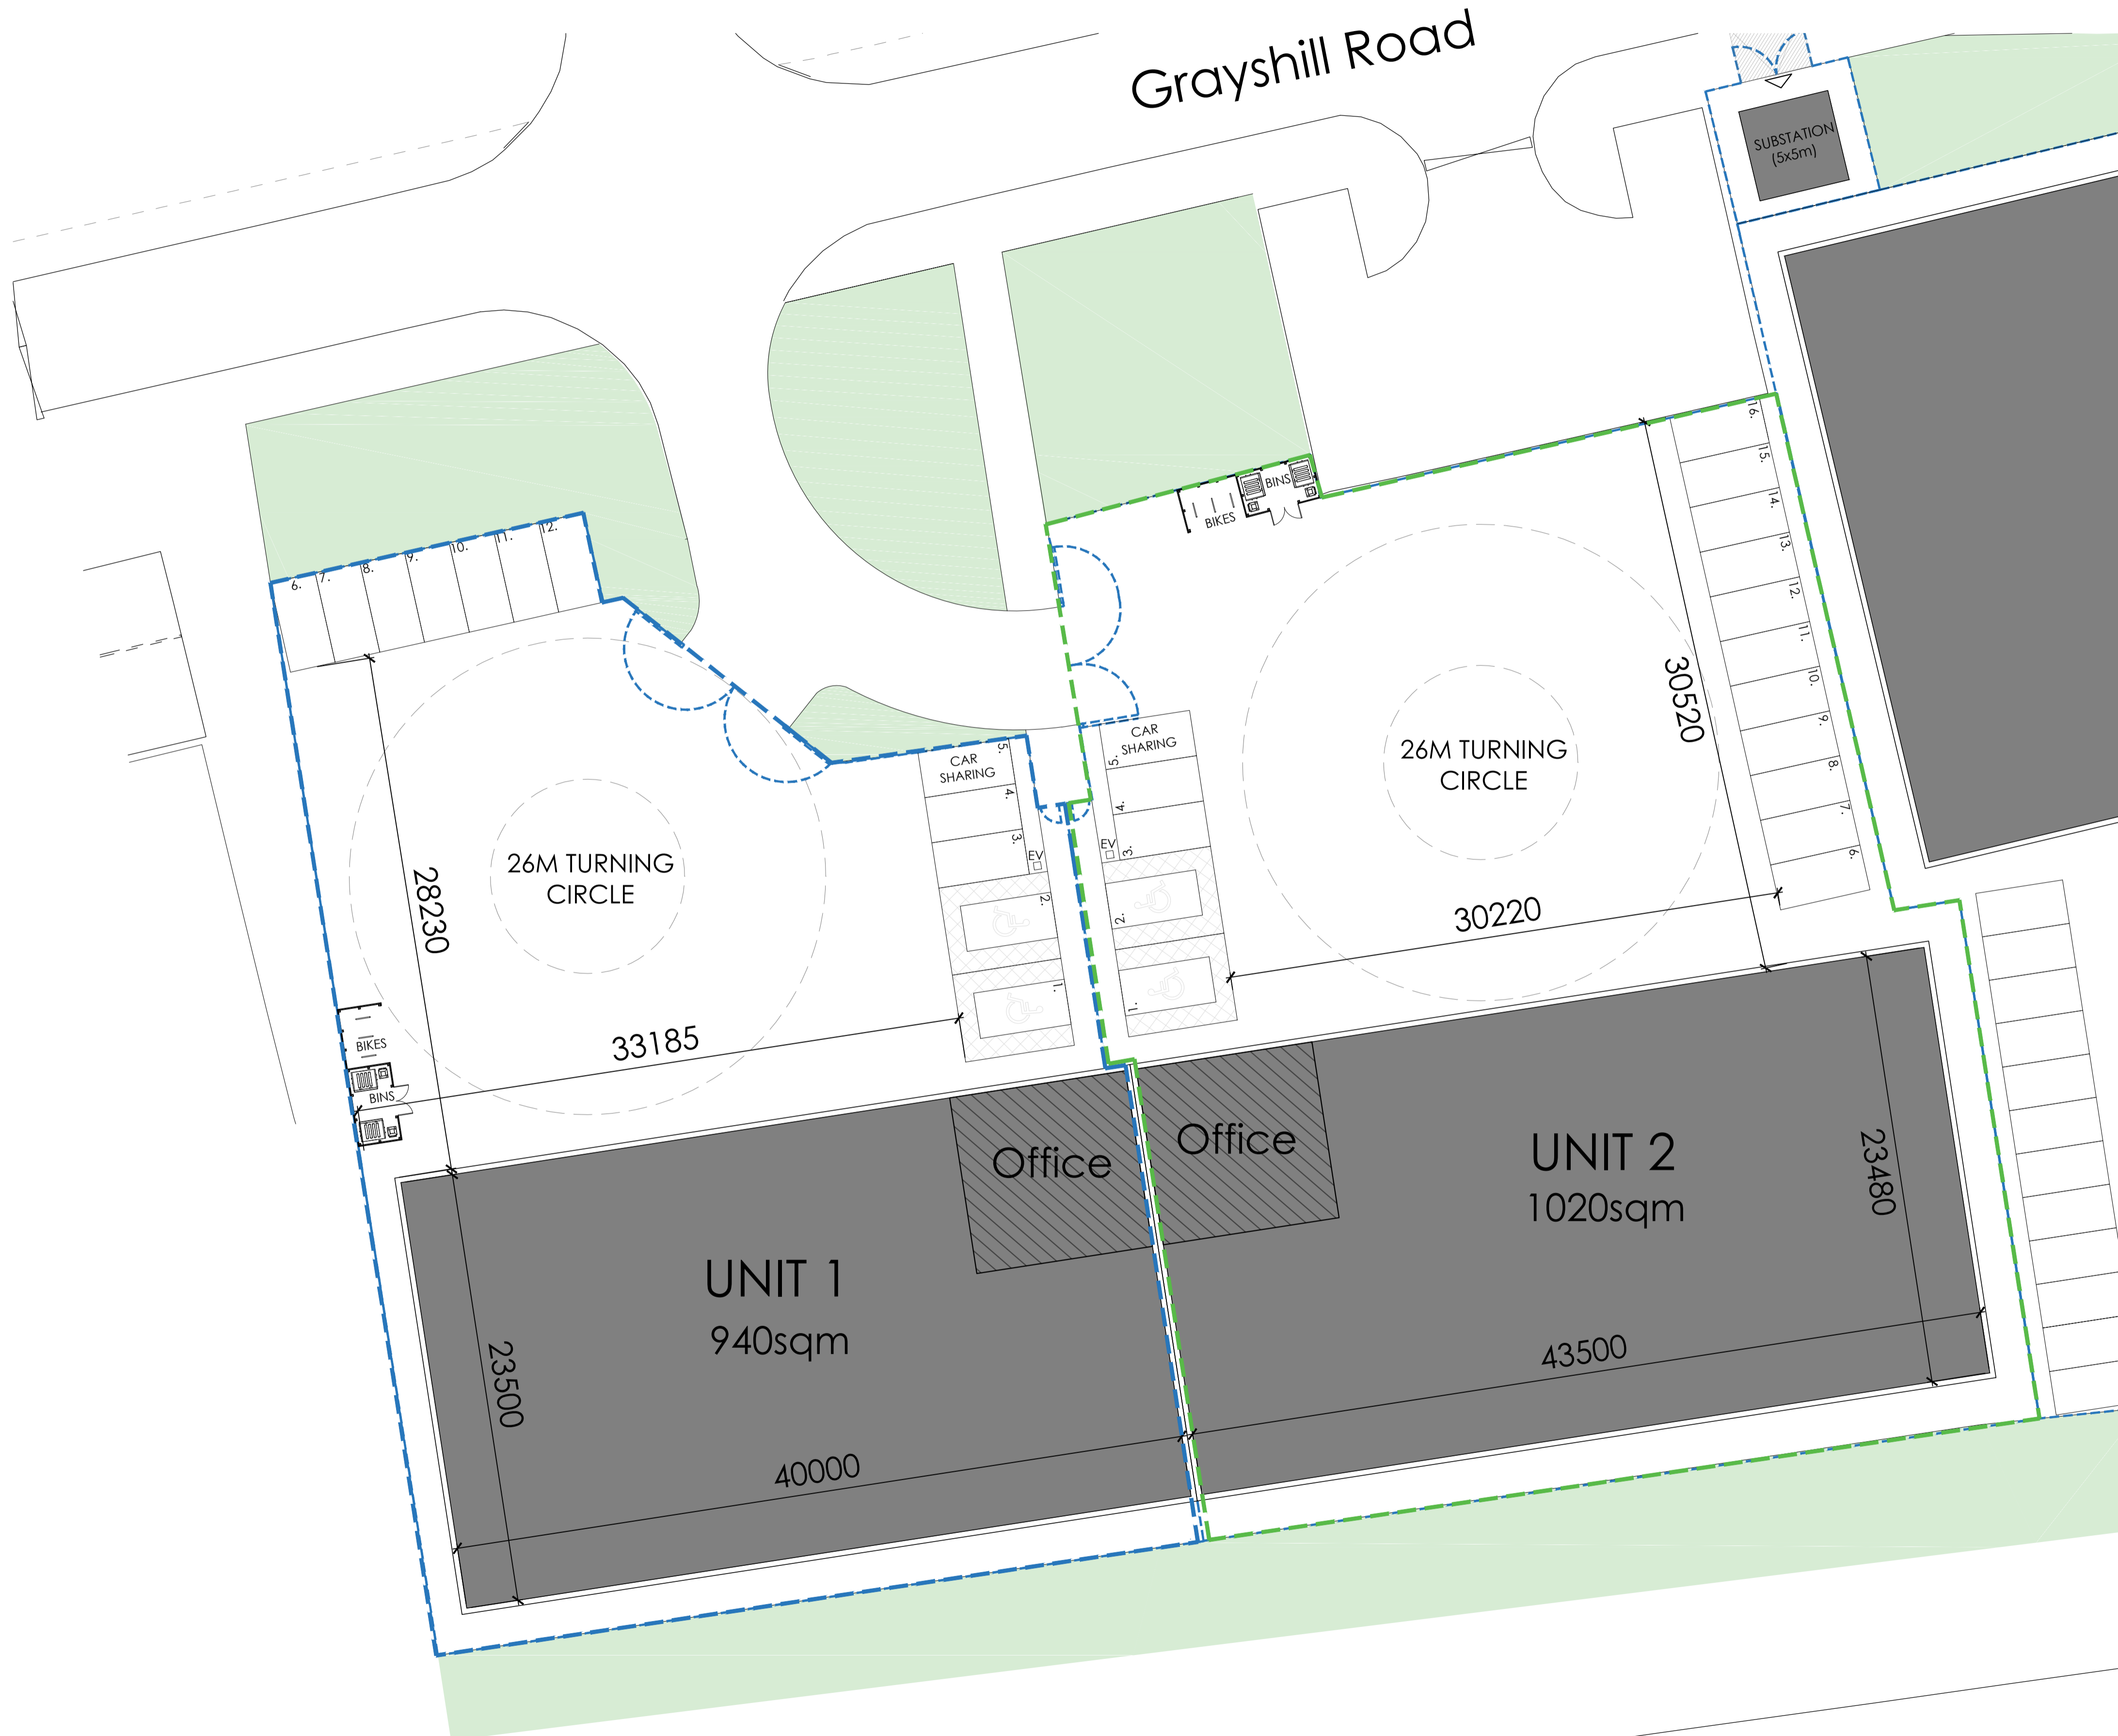 Grayshill Road
SUBSTATION
(5x5m)
6.
7.
8.
9.
10.
11.
12.
BIKES
BINS
16.
15.
14.
13.
12.
11.
10.
9.
8.
7.
6.
CAR
SHARING
5.
4.
3.
EV
2.
1.
CAR
SHARING
5.
4.
3.
EV
2.
1.
26M TURNING
CIRCLE
26M TURNING
CIRCLE
28230
33185
30520
30220
BIKES
BINS
Office
Office
UNIT 1
940sqm
UNIT 2
1020sqm
23500
40000
23480
43500